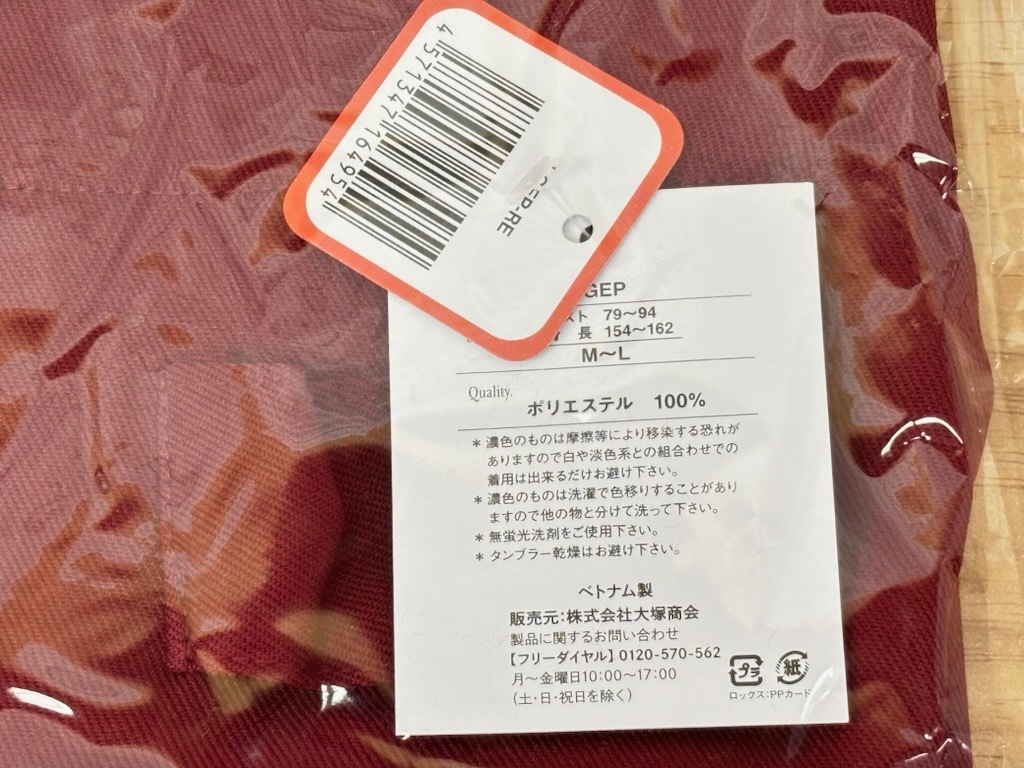 4571347164954
EP-RE
GEP
スト 79〜94
長 154〜162
M〜L
Quality.
ポリエステル 100%
＊濃色のものは摩擦等により移染する恐れが
ありますので白や淡色系との組合わせでの
着用は出来るだけお避け下さい。
＊濃色のものは洗濯で色移りすることがあり
ますので他の物と分けて洗って下さい。
＊無蛍光洗剤をご使用下さい。
＊タンブラー乾燥はお避け下さい。
ベトナム製
販売元：株式会社大塚商会
製品に関するお問い合わせ
【フリーダイヤル】0120-570-562
月〜金曜日10:00〜17:00
（土・日・祝日を除く）
プラ
紙
ロックス：PPカード